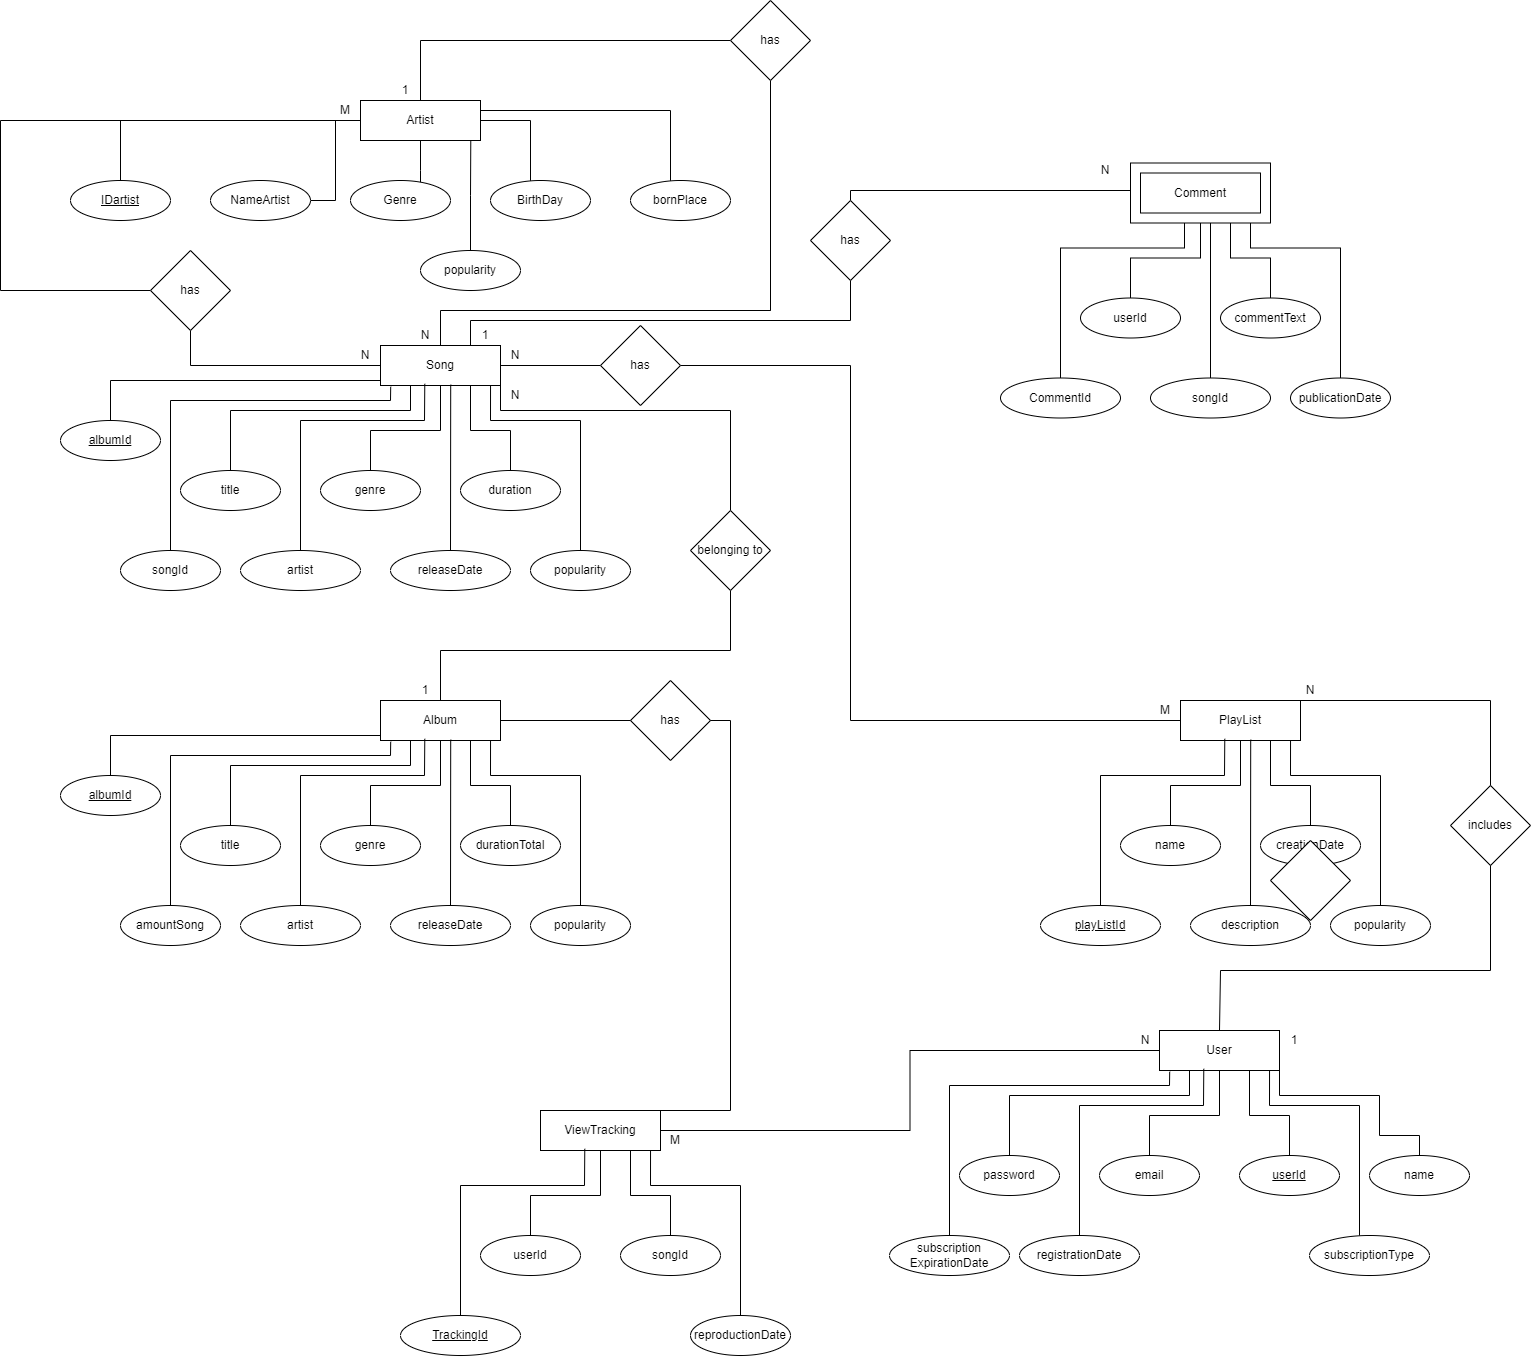 has
1
M
Artist
IDartist
NameArtist
Genre
BirthDay
bornPlace
popularity
has
N
Comment
has
userId
commentText
CommentId
songId
publicationDate
N
1
N
Song
N
has
N
albumId
title
genre
duration
songId
artist
releaseDate
popularity
belonging to
1
Album
has
albumId
title
genre
durationTotal
amountSong
artist
releaseDate
popularity
M
PlayList
N
name
creationDate
includes
playListId
description
popularity
N
User
1
password
email
userId
name
subscription
ExpirationDate
registrationDate
subscriptionType
ViewTracking
M
userId
songId
TrackingId
reproductionDate